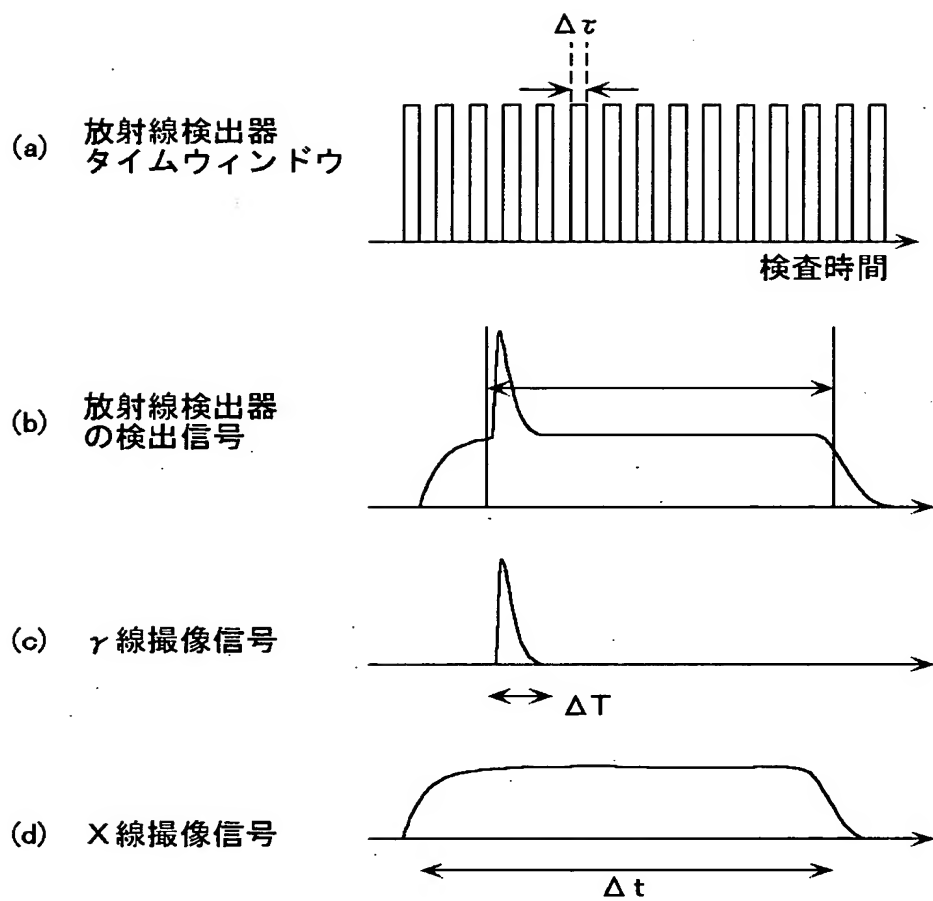 Δτ
(a) 放射線検出器
タイムウィンドウ
検査時間
(b) 放射線検出器
の検出信号
(c) γ線撮像信号
ΔT
(d) X線撮像信号
Δt